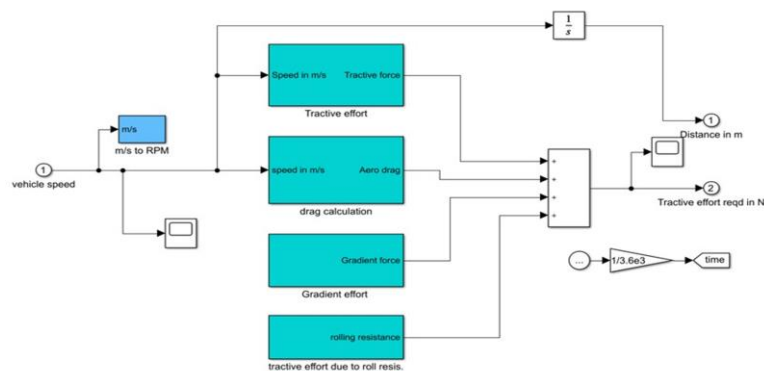 1
s
Speed in m/s
Tractive force
Tractive effort
m/s
m/s to RPM
1
Distance in m
1
vehicle speed
speed in m/s
Aero drag
drag calculation
+
+
+
+
2
Tractive effort reqd in N
Gradient force
Gradient effort
...
1/3.6e3
time
rolling resistance
tractive effort due to roll resis.